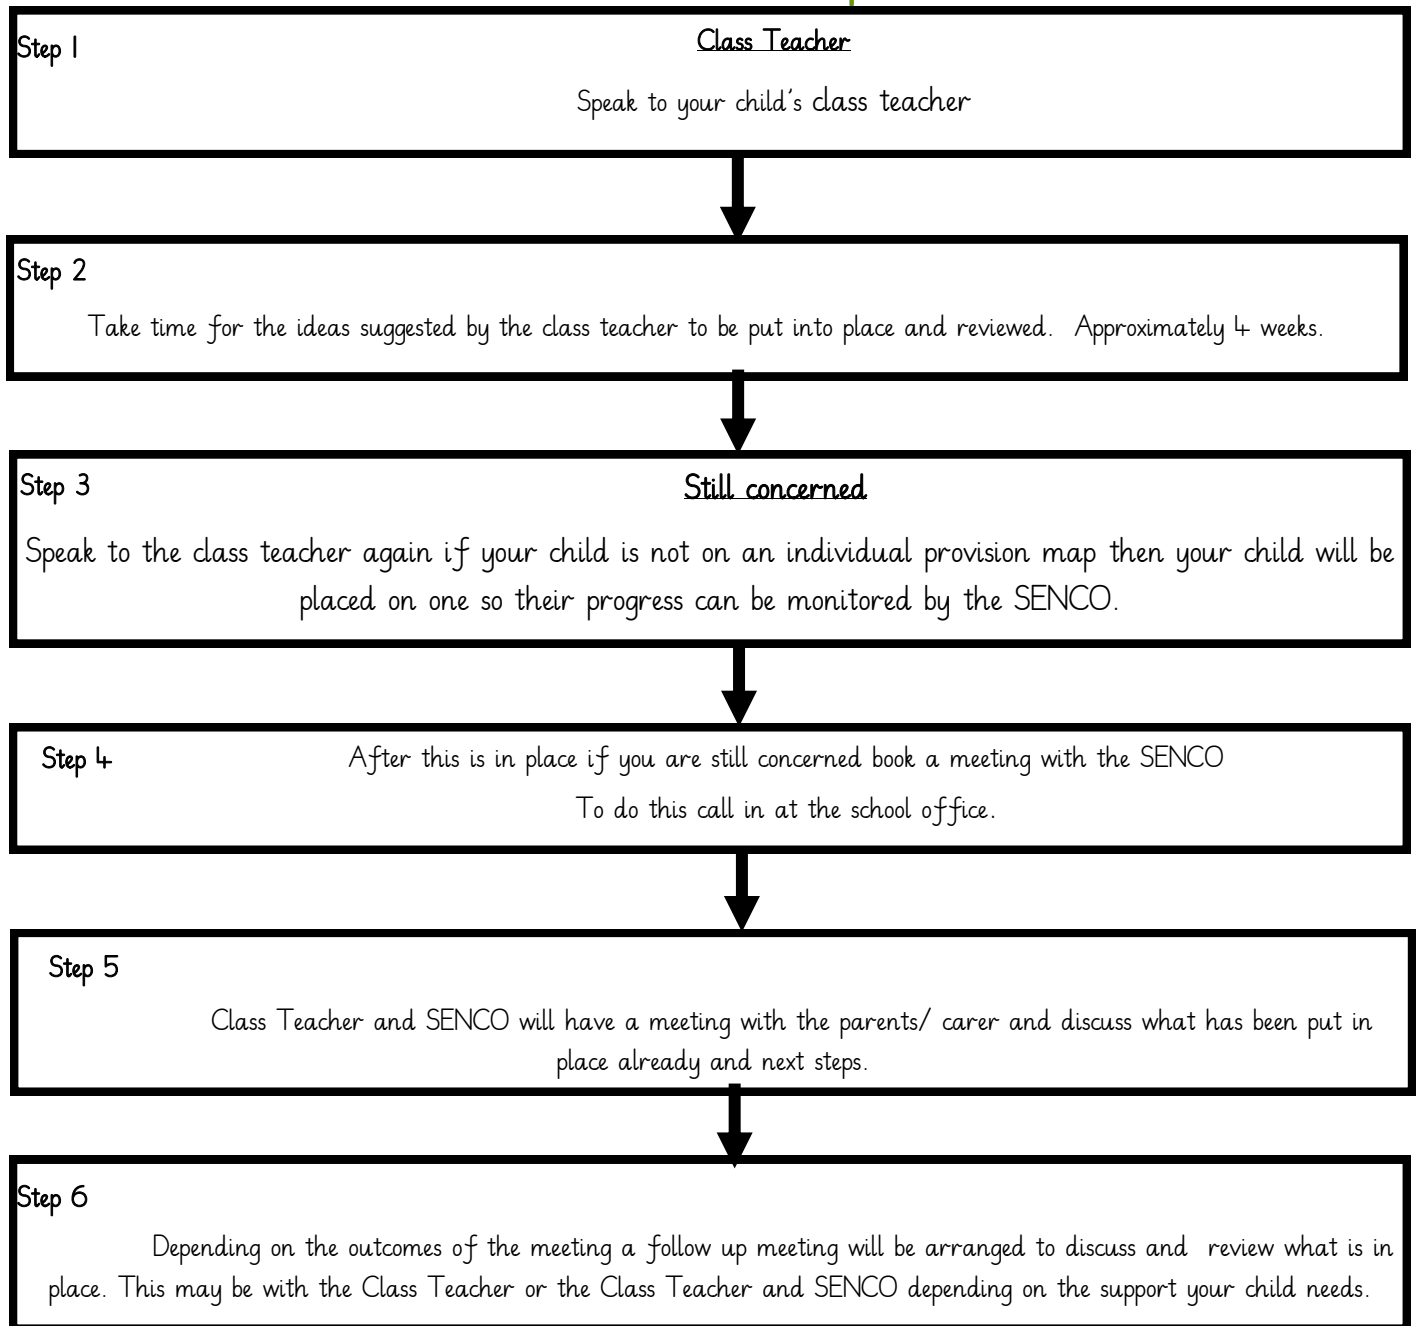 Step 1
Class Teacher
Speak to your child's class teacher
Step 2
Take time for the ideas suggested by the class teacher to be put into place and reviewed.  Approximately 4 weeks.
Step 3
Still concerned
Speak to the class teacher again if your child is not on an individual provision map then your child will be
placed on one so their progress can be monitored by the SENCO.
Step 4
After this is in place if you are still concerned book a meeting with the SENCO
To do this call in at the school office.
Step 5
Class Teacher and SENCO will have a meeting with the parents/ carer and discuss what has been put in
place already and next steps.
Step 6
Depending on the outcomes of the meeting a follow up meeting will be arranged to discuss and  review what is in
place. This may be with the Class Teacher or the Class Teacher and SENCO depending on the support your child needs.